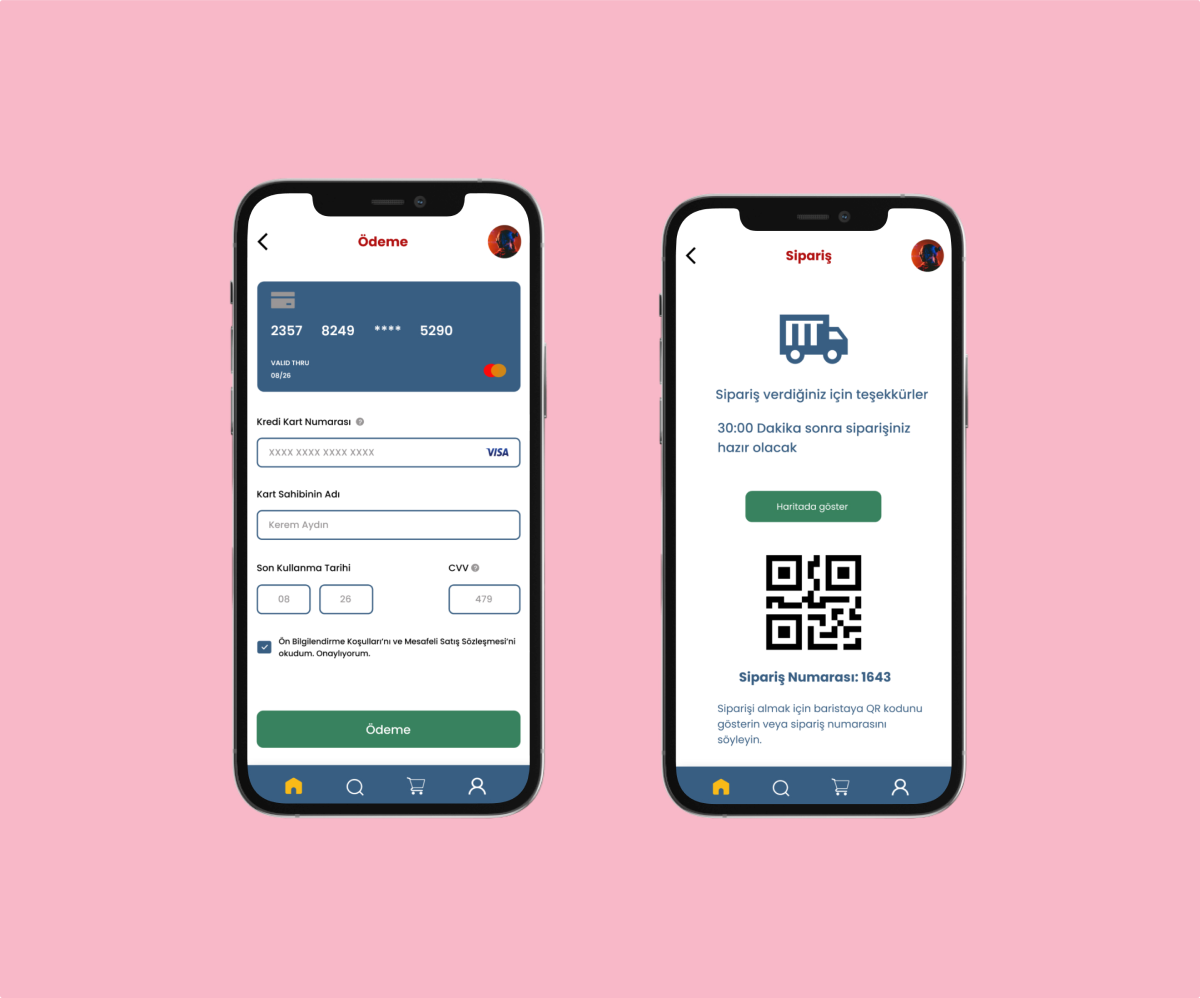 Ödeme
2357 8249 **** 5290
VALID THRU
08/26
Kredi Kart Numarası ?
XXXX XXXX XXXX XXXX VISA
Kart Sahibinin Adı
Kerem Aydın
Son Kullanma Tarihi CVV ?
08 26 479
Ön Bilgilendirme Koşulları'nı ve Mesafeli Satış Sözleşmesi'ni
okudum. Onaylıyorum.
Ödeme
Sipariş
Sipariş verdiğiniz için teşekkürler
30:00 Dakika sonra siparişiniz
hazır olacak
Haritada göster
Sipariş Numarası: 1643
Siparişi almak için baristaya QR kodunu
gösterin veya sipariş numarasını
söyleyin.